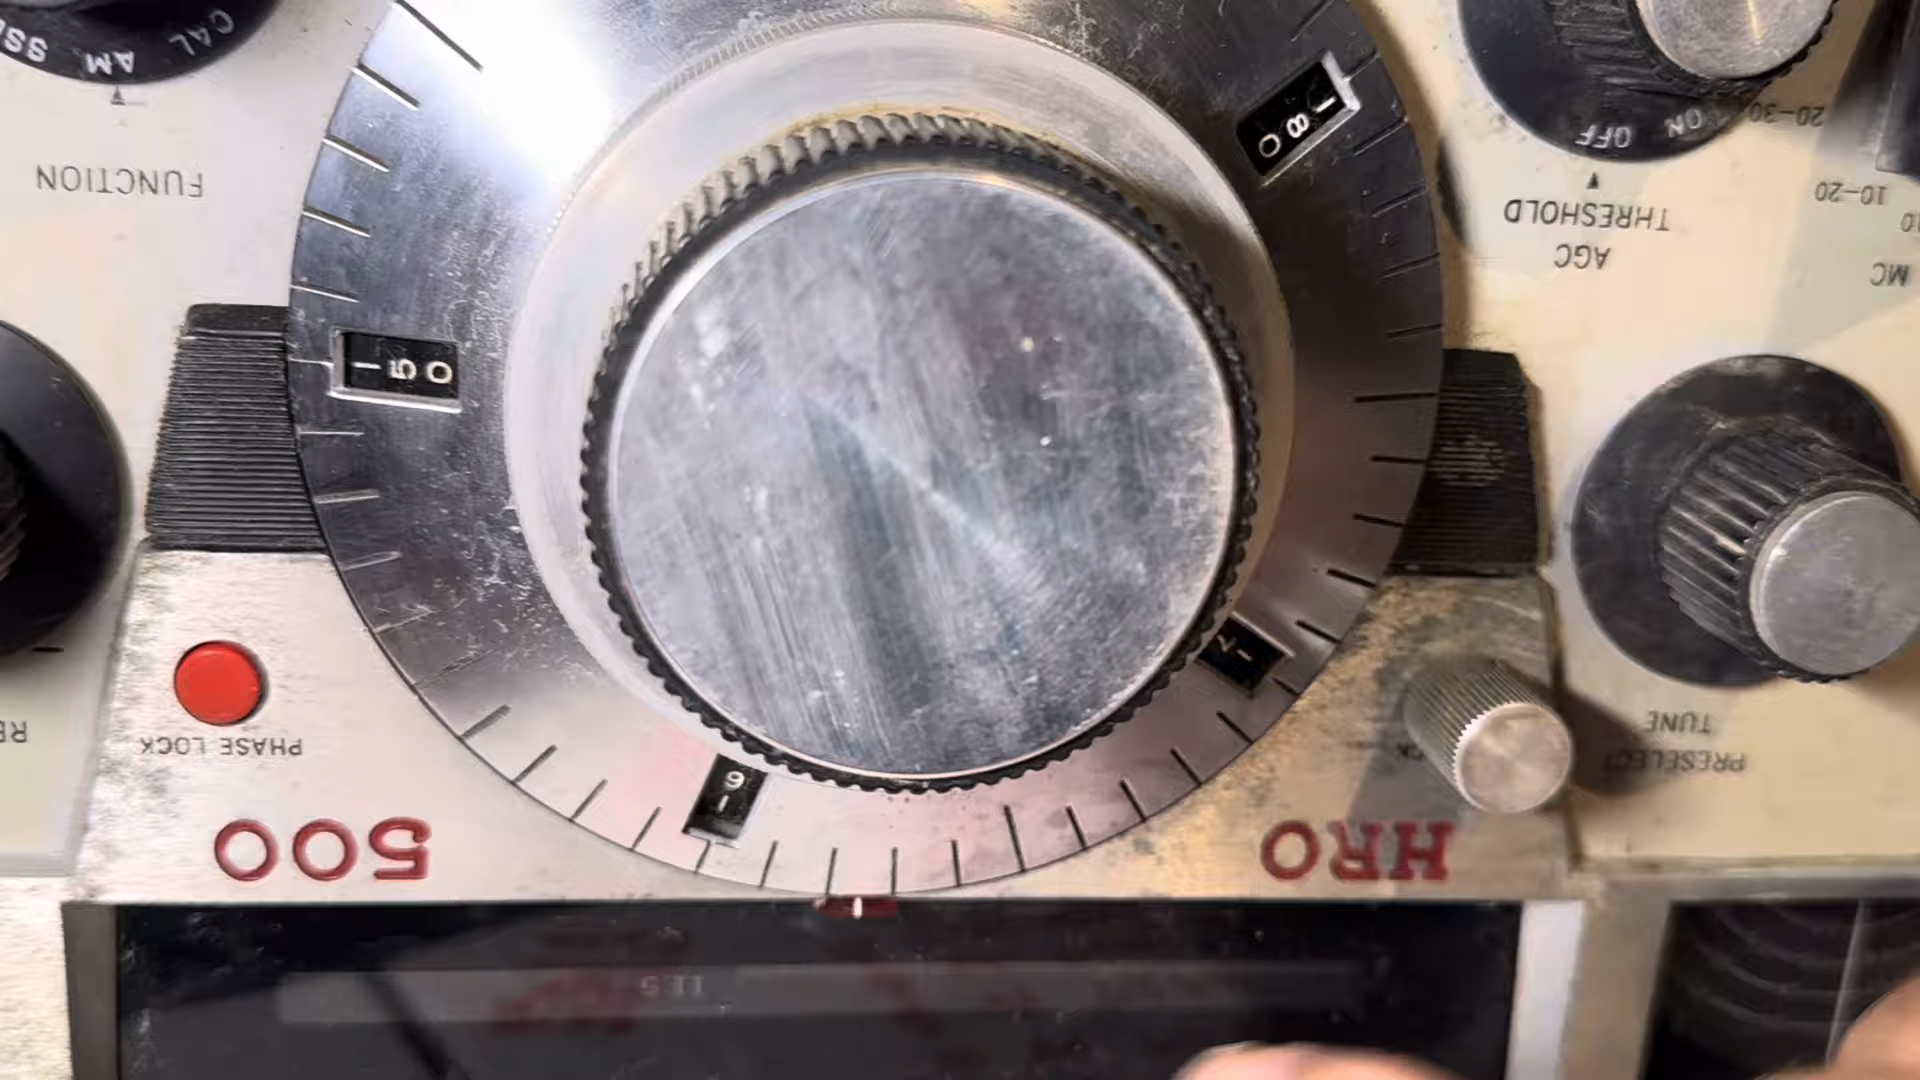 HRO
500
PRESELECT
TUNE
PHASE LOCK
150
MC
AGC
THRESHOLD
10-20
FUNCTION
20-30
ON OFF
180
CAL AM